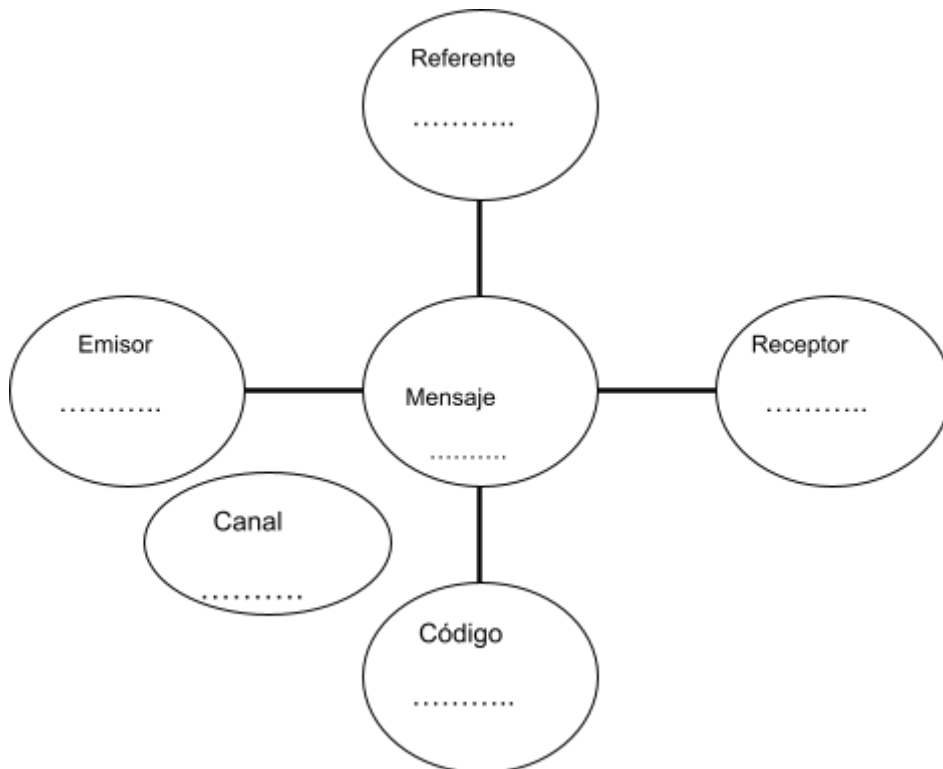 Referente
...........
Emisor
...........
Mensaje
..........
Receptor
...........
Canal
..........
Código
...........